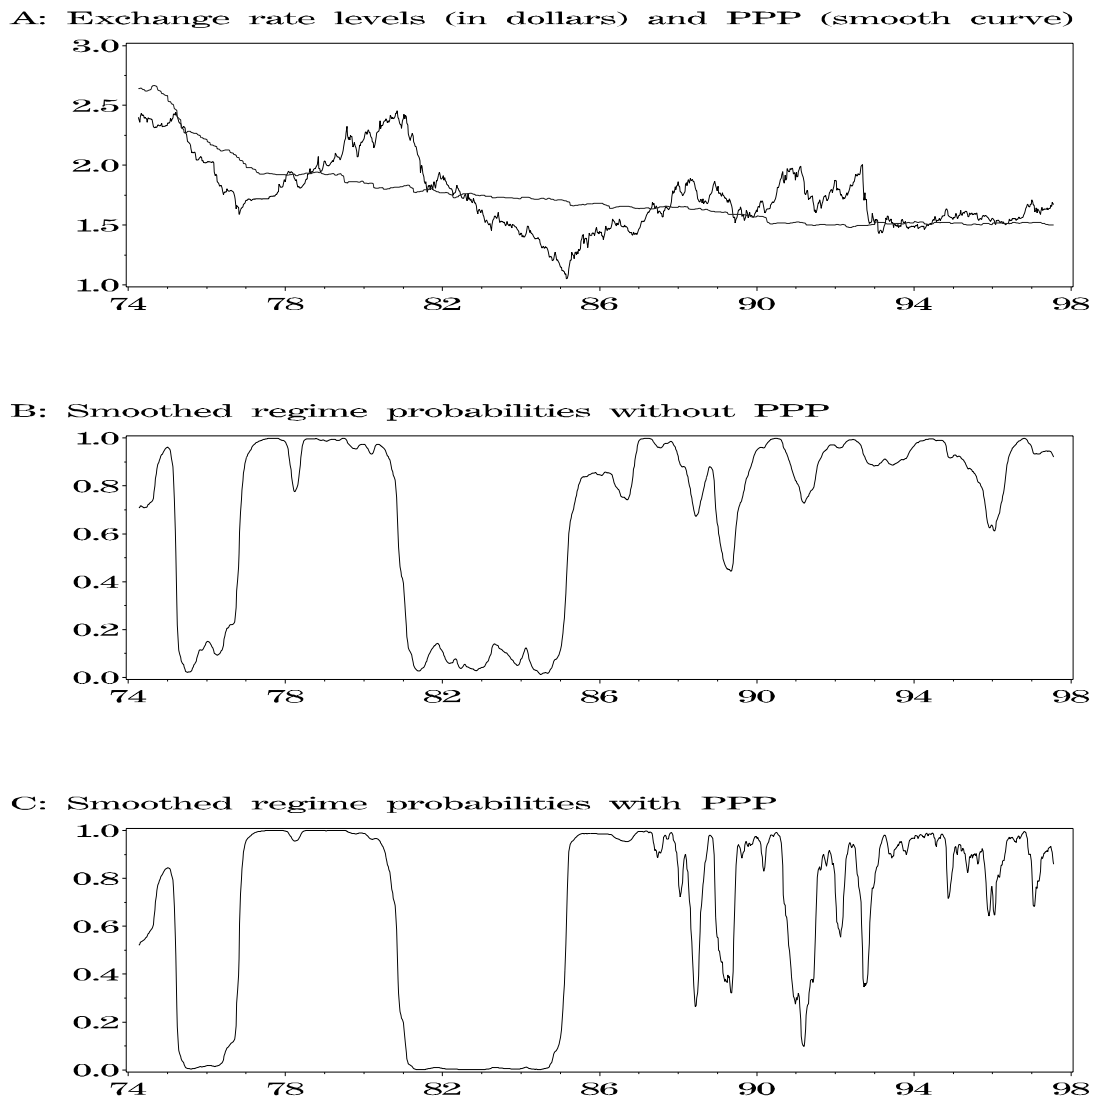 A: Exchange rate levels (in dollars) and PPP (smooth curve)
3.0
2.5
2.0
1.5
1.0
74 78 82 86 90 94 98
B: Smoothed regime probabilities without PPP
1.0
0.8
0.6
0.4
0.2
0.0
74 78 82 86 90 94 98
C: Smoothed regime probabilities with PPP
1.0
0.8
0.6
0.4
0.2
0.0
74 78 82 86 90 94 98